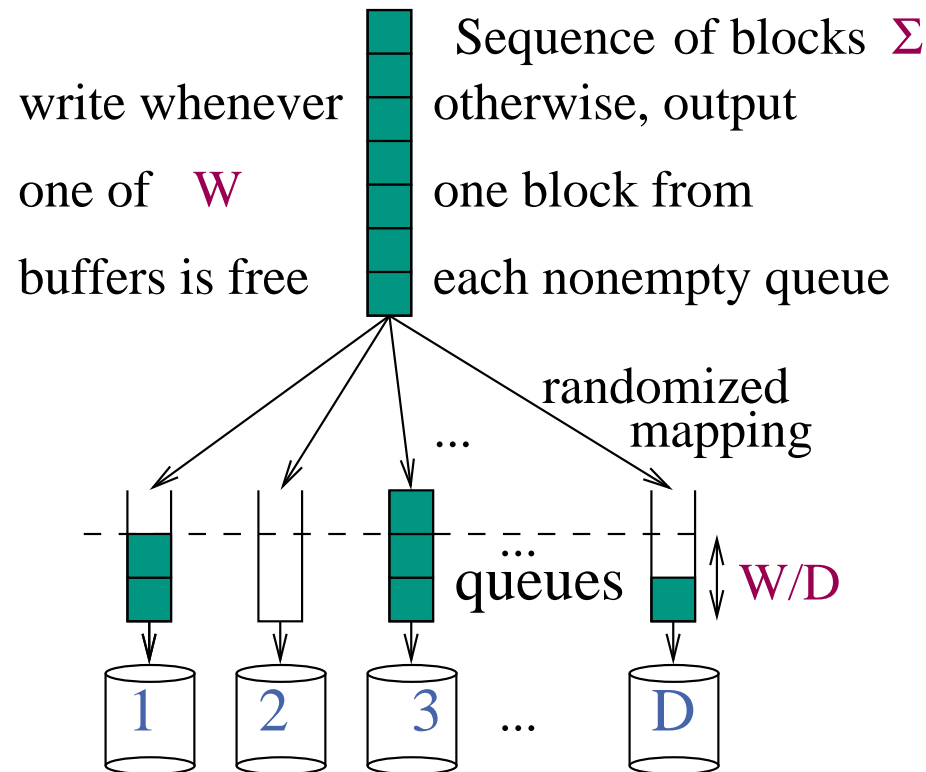 Sequence of blocks Σ
write whenever
one of W
buffers is free
otherwise, output
one block from
each nonempty queue
randomized
mapping
...
...
queues
W/D
1 2 3 ... D